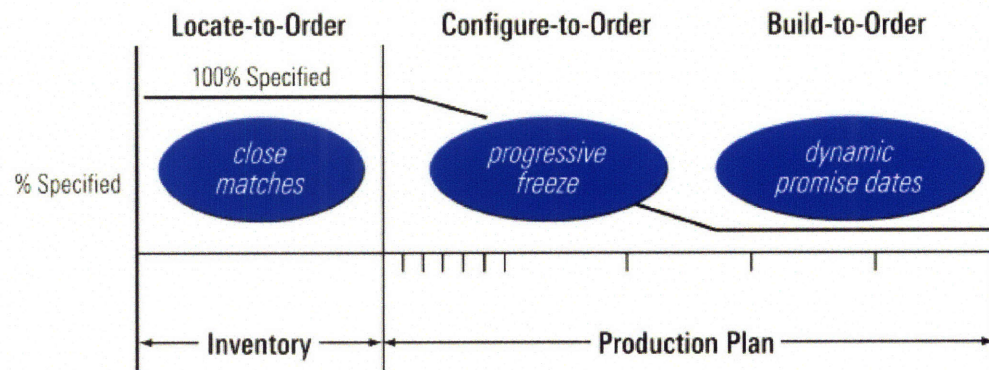 Locate-to-Order
Configure-to-Order
Build-to-Order
100% Specified
close
matches
progressive
freeze
dynamic
promise dates
% Specified
Inventory
Production Plan